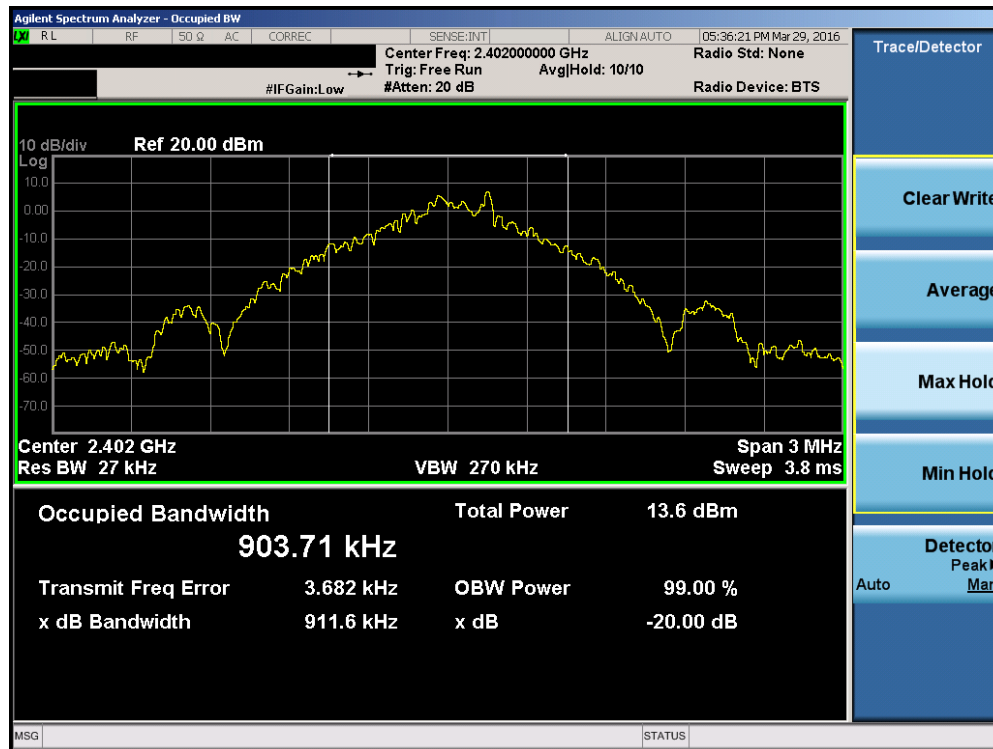 Agilent Spectrum Analyzer - Occupied BW
LXI RL RF 50 Ω AC CORREC SENSE:INT ALIGN AUTO 05:36:21 PM Mar 29, 2016
Center Freq: 2.402000000 GHz Radio Std: None
Trig: Free Run Avg|Hold: 10/10
#IFGain:Low #Atten: 20 dB Radio Device: BTS
10 dB/div Ref 20.00 dBm
Log
10.0
0.00
-10.0
-20.0
-30.0
-40.0
-50.0
-60.0
-70.0
Center 2.402 GHz Span 3 MHz
Res BW 27 kHz VBW 270 kHz Sweep 3.8 ms
Occupied Bandwidth Total Power 13.6 dBm
903.71 kHz
Transmit Freq Error 3.682 kHz OBW Power 99.00 %
x dB Bandwidth 911.6 kHz x dB -20.00 dB
MSG STATUS
Trace/Detector
Clear Write
Average
Max Hold
Min Hold
Detector
Peak
Auto Man